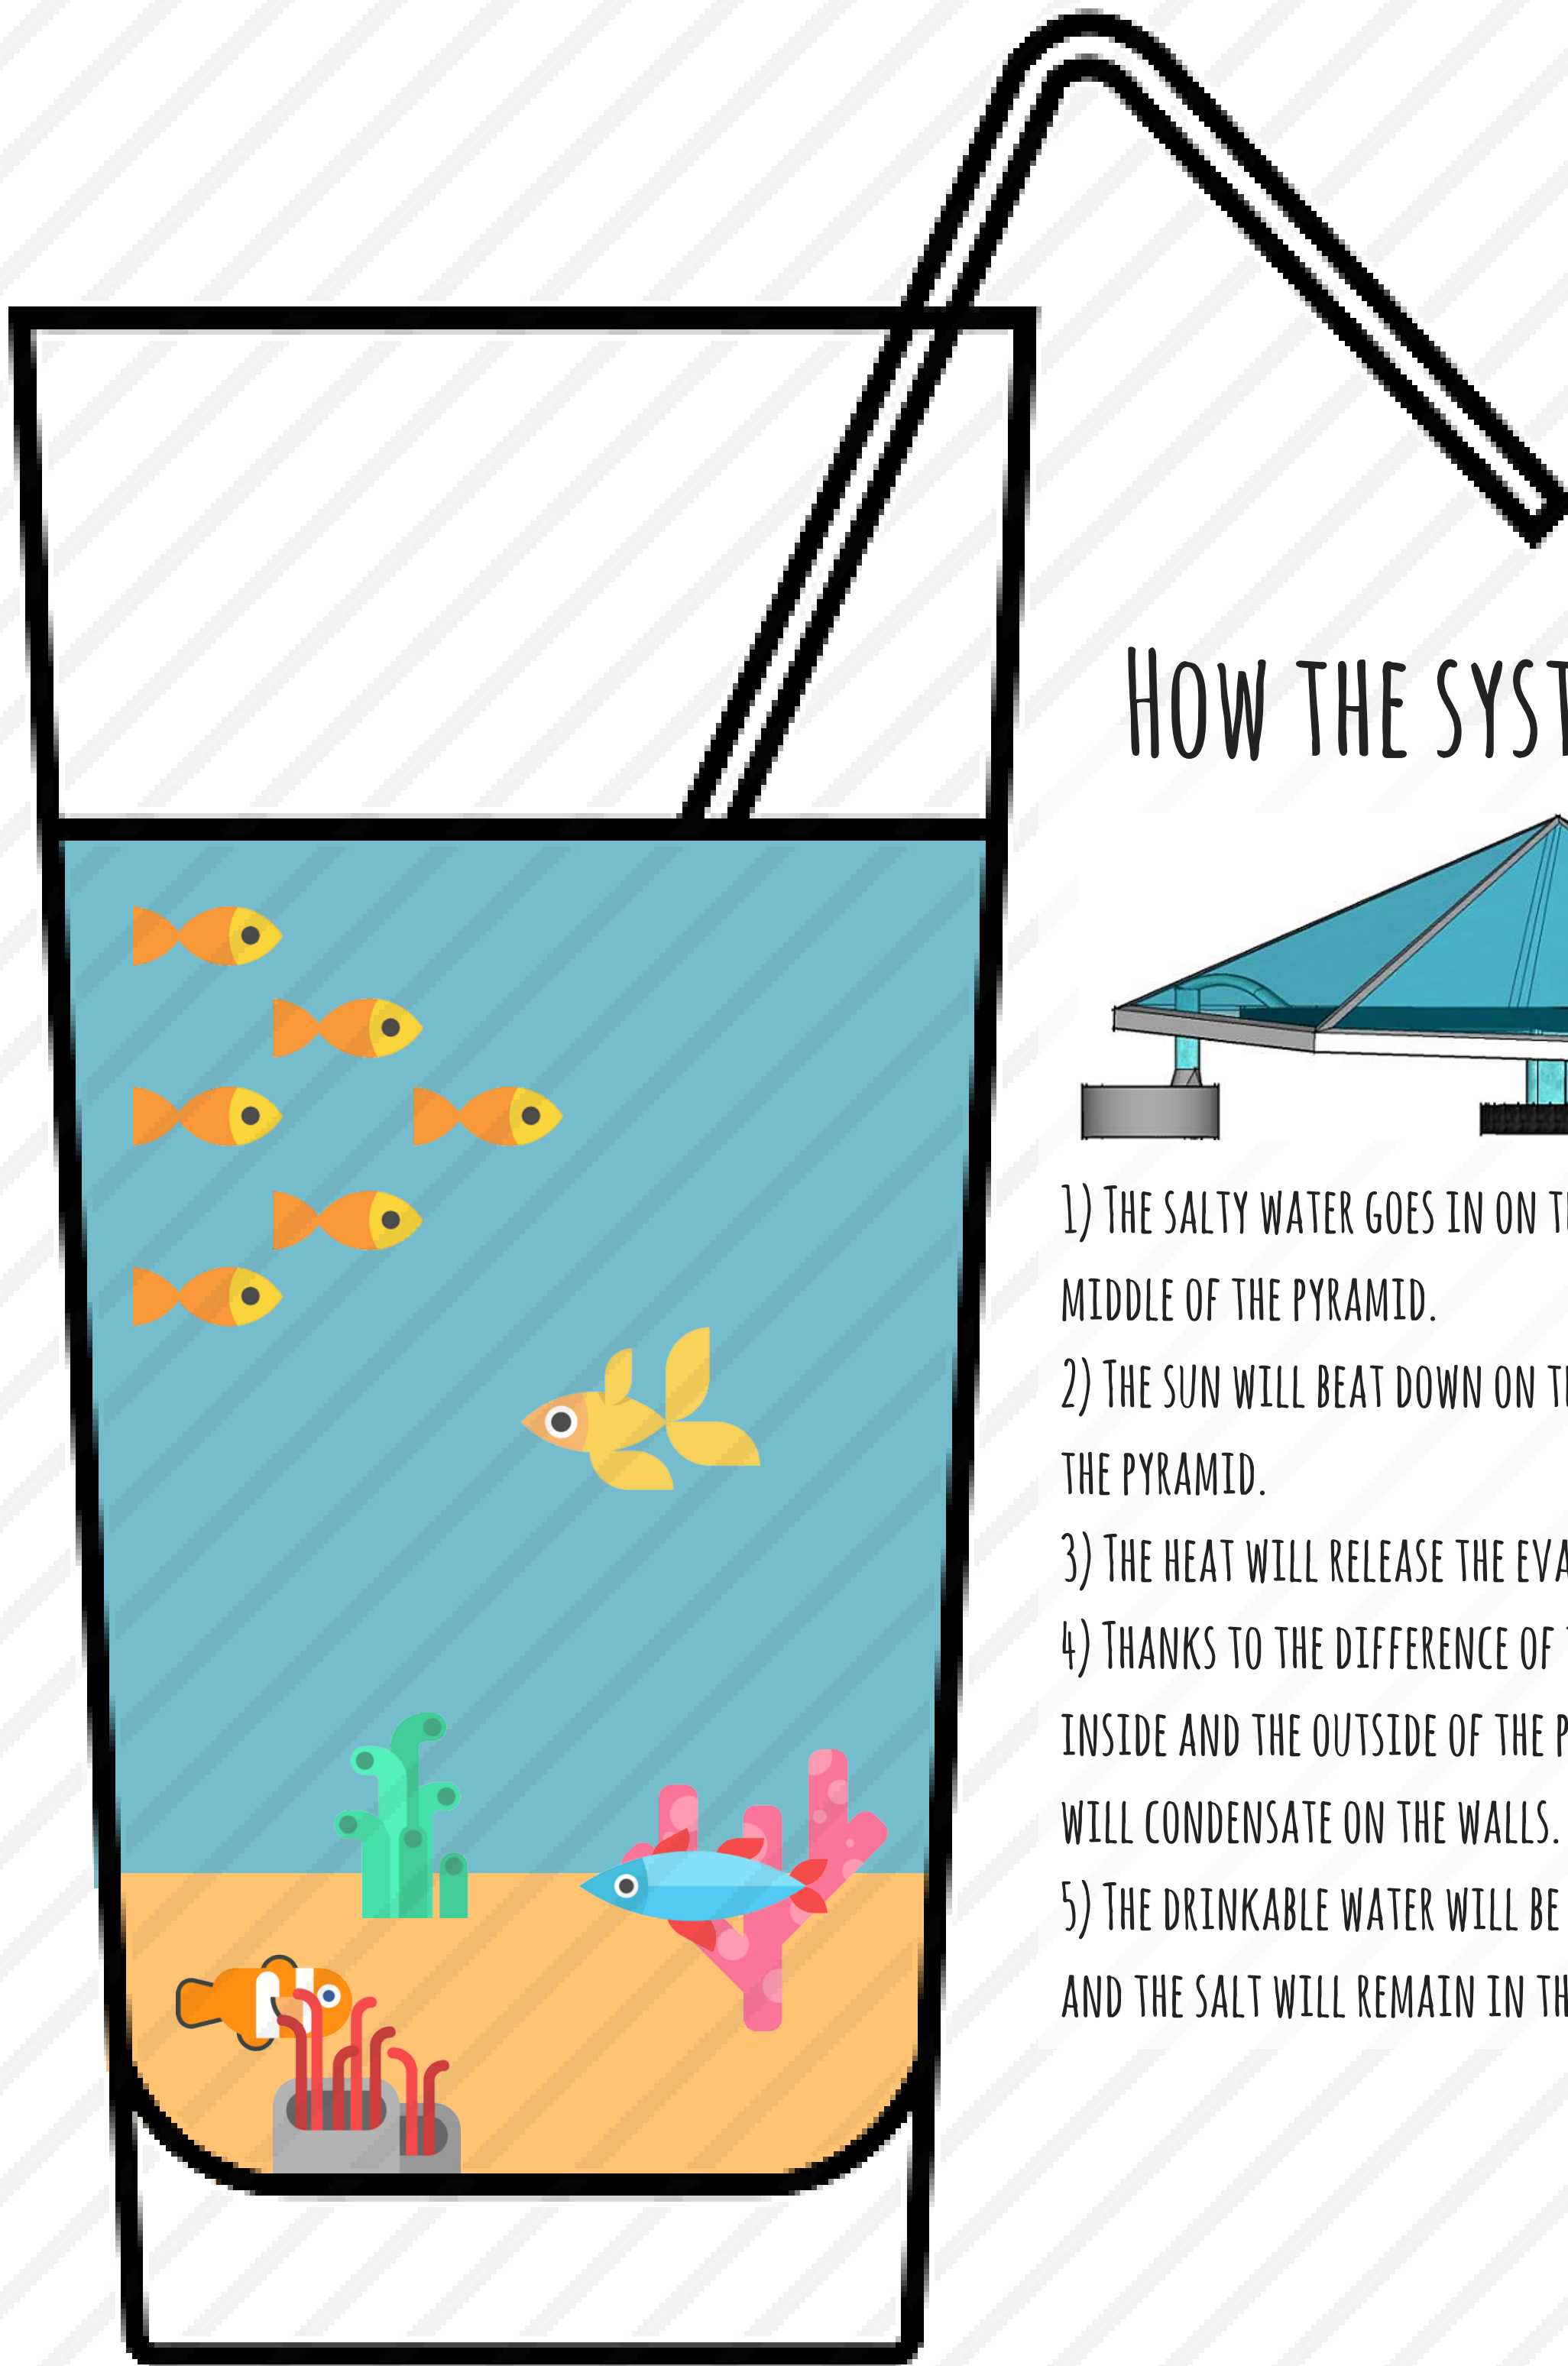 How the syst
1) The salty water goes in on t
middle of the pyramid.
2) The sun will beat down on t
the pyramid.
3) The heat will release the eva
4) Thanks to the difference of
inside and the outside of the p
will condensate on the walls.
5) The drinkable water will be
and the salt will remain in th